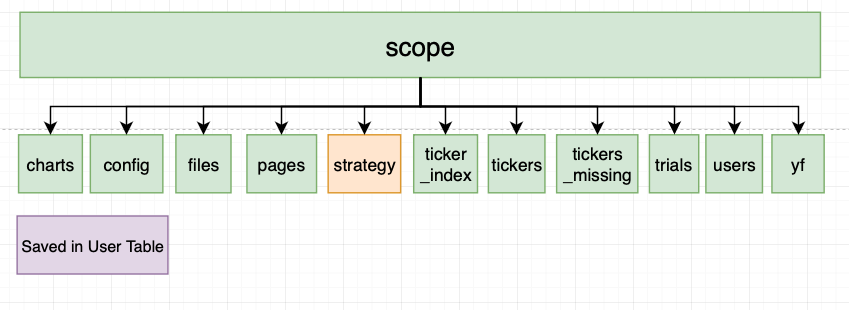 scope
charts
config
files
pages
strategy
ticker
_index
tickers
tickers
_missing
trials
users
yf
Saved in User Table